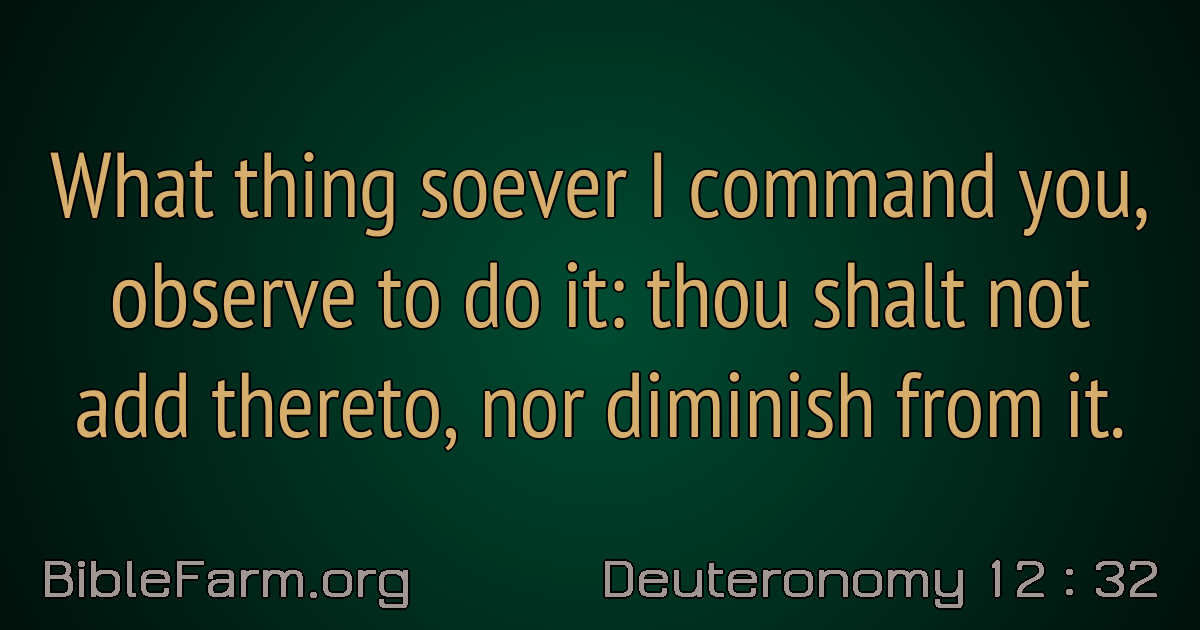 What thing soever I command you,
observe to do it: thou shalt not
add thereto, nor diminish from it.
BibleFarm.org
Deuteronomy 12 : 32